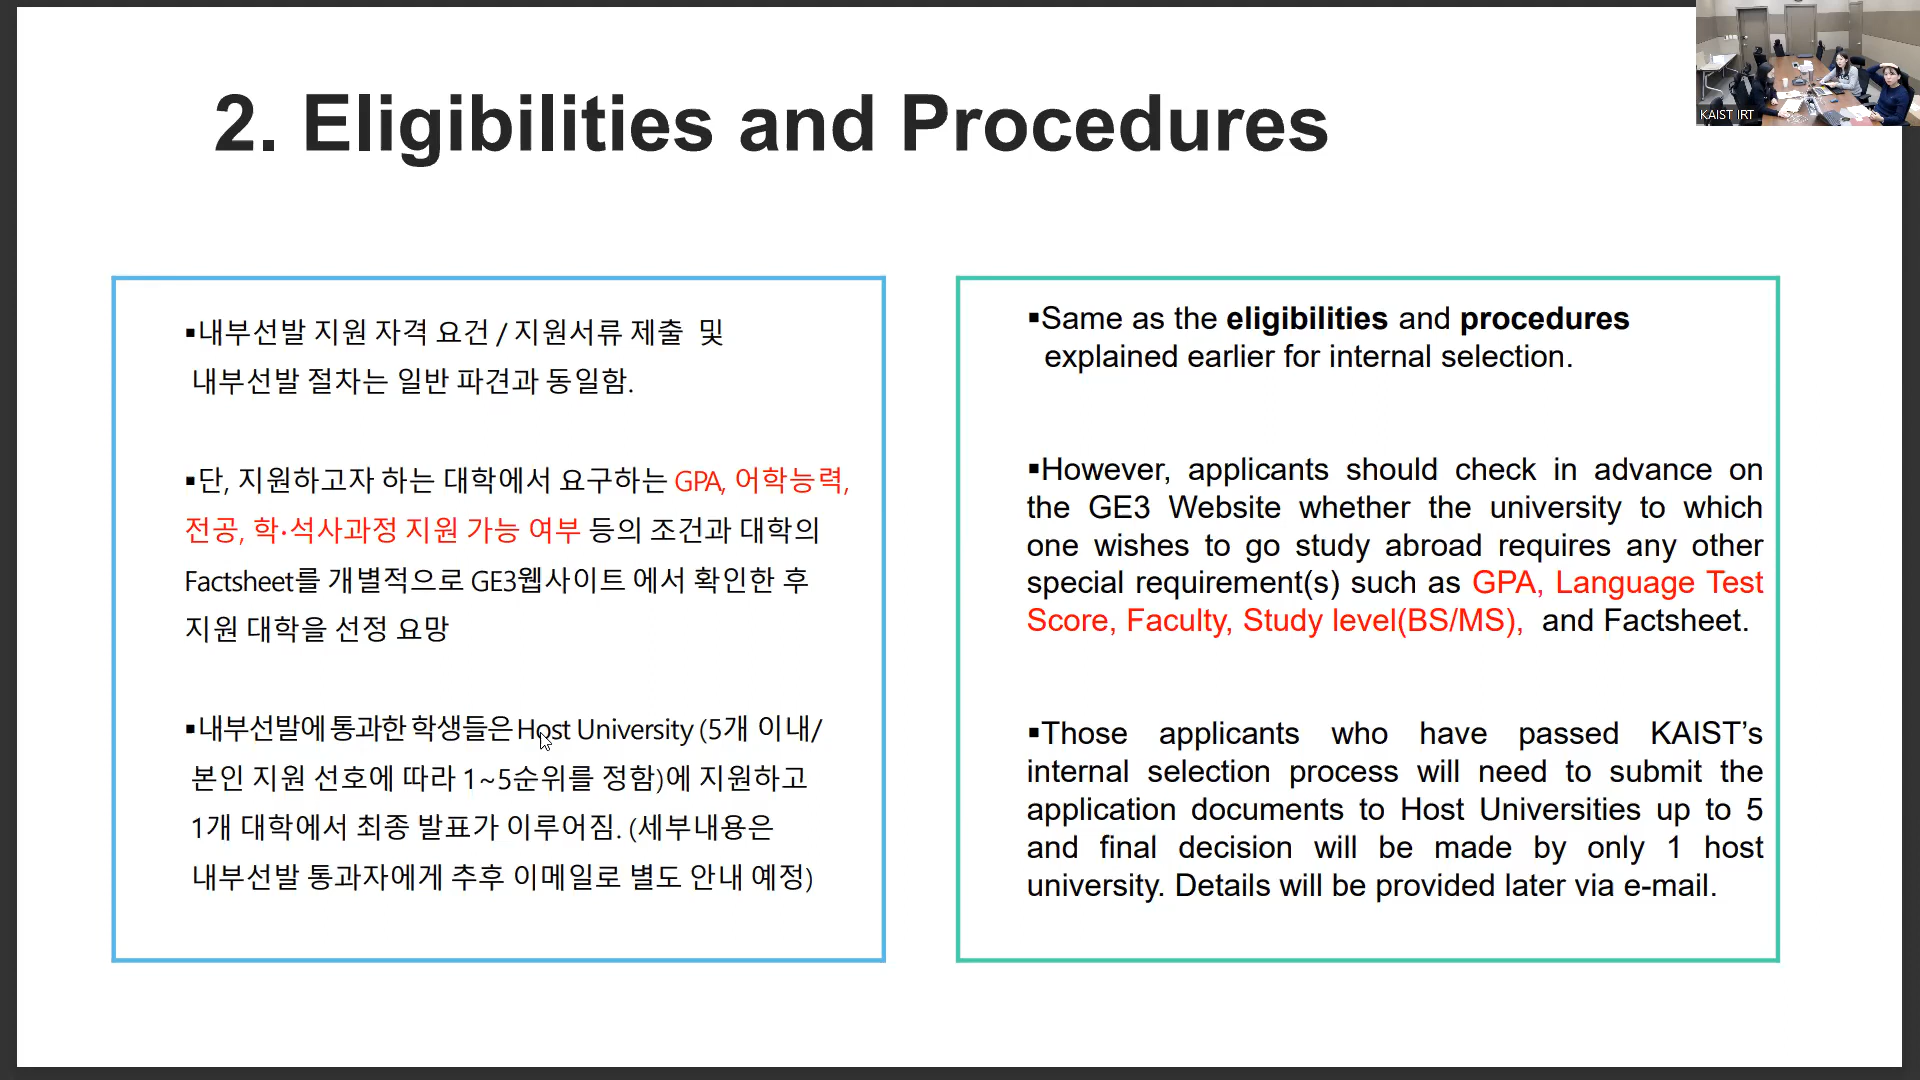 2. Eligibilities and Procedures
KAIST IRT
▪내부선발 지원 자격 요건 / 지원서류 제출 및
내부선발 절차는 일반 파견과 동일함.
▪단, 지원하고자 하는 대학에서 요구하는 GPA, 어학능력,
전공, 학·석사과정 지원 가능 여부 등의 조건과 대학의
Factsheet를 개별적으로 GE3웹사이트 에서 확인한 후
지원 대학을 선정 요망
▪내부선발에 통과한 학생들은 Host University (5개 이내/
본인 지원 선호에 따라 1~5순위를 정함)에 지원하고
1개 대학에서 최종 발표가 이루어짐. (세부내용은
내부선발 통과자에게 추후 이메일로 별도 안내 예정)
▪Same as the eligibilities and procedures
explained earlier for internal selection.
▪However, applicants should check in advance on
the GE3 Website whether the university to which
one wishes to go study abroad requires any other
special requirement(s) such as GPA, Language Test
Score, Faculty, Study level(BS/MS), and Factsheet.
▪Those applicants who have passed KAIST’s
internal selection process will need to submit the
application documents to Host Universities up to 5
and final decision will be made by only 1 host
university. Details will be provided later via e-mail.